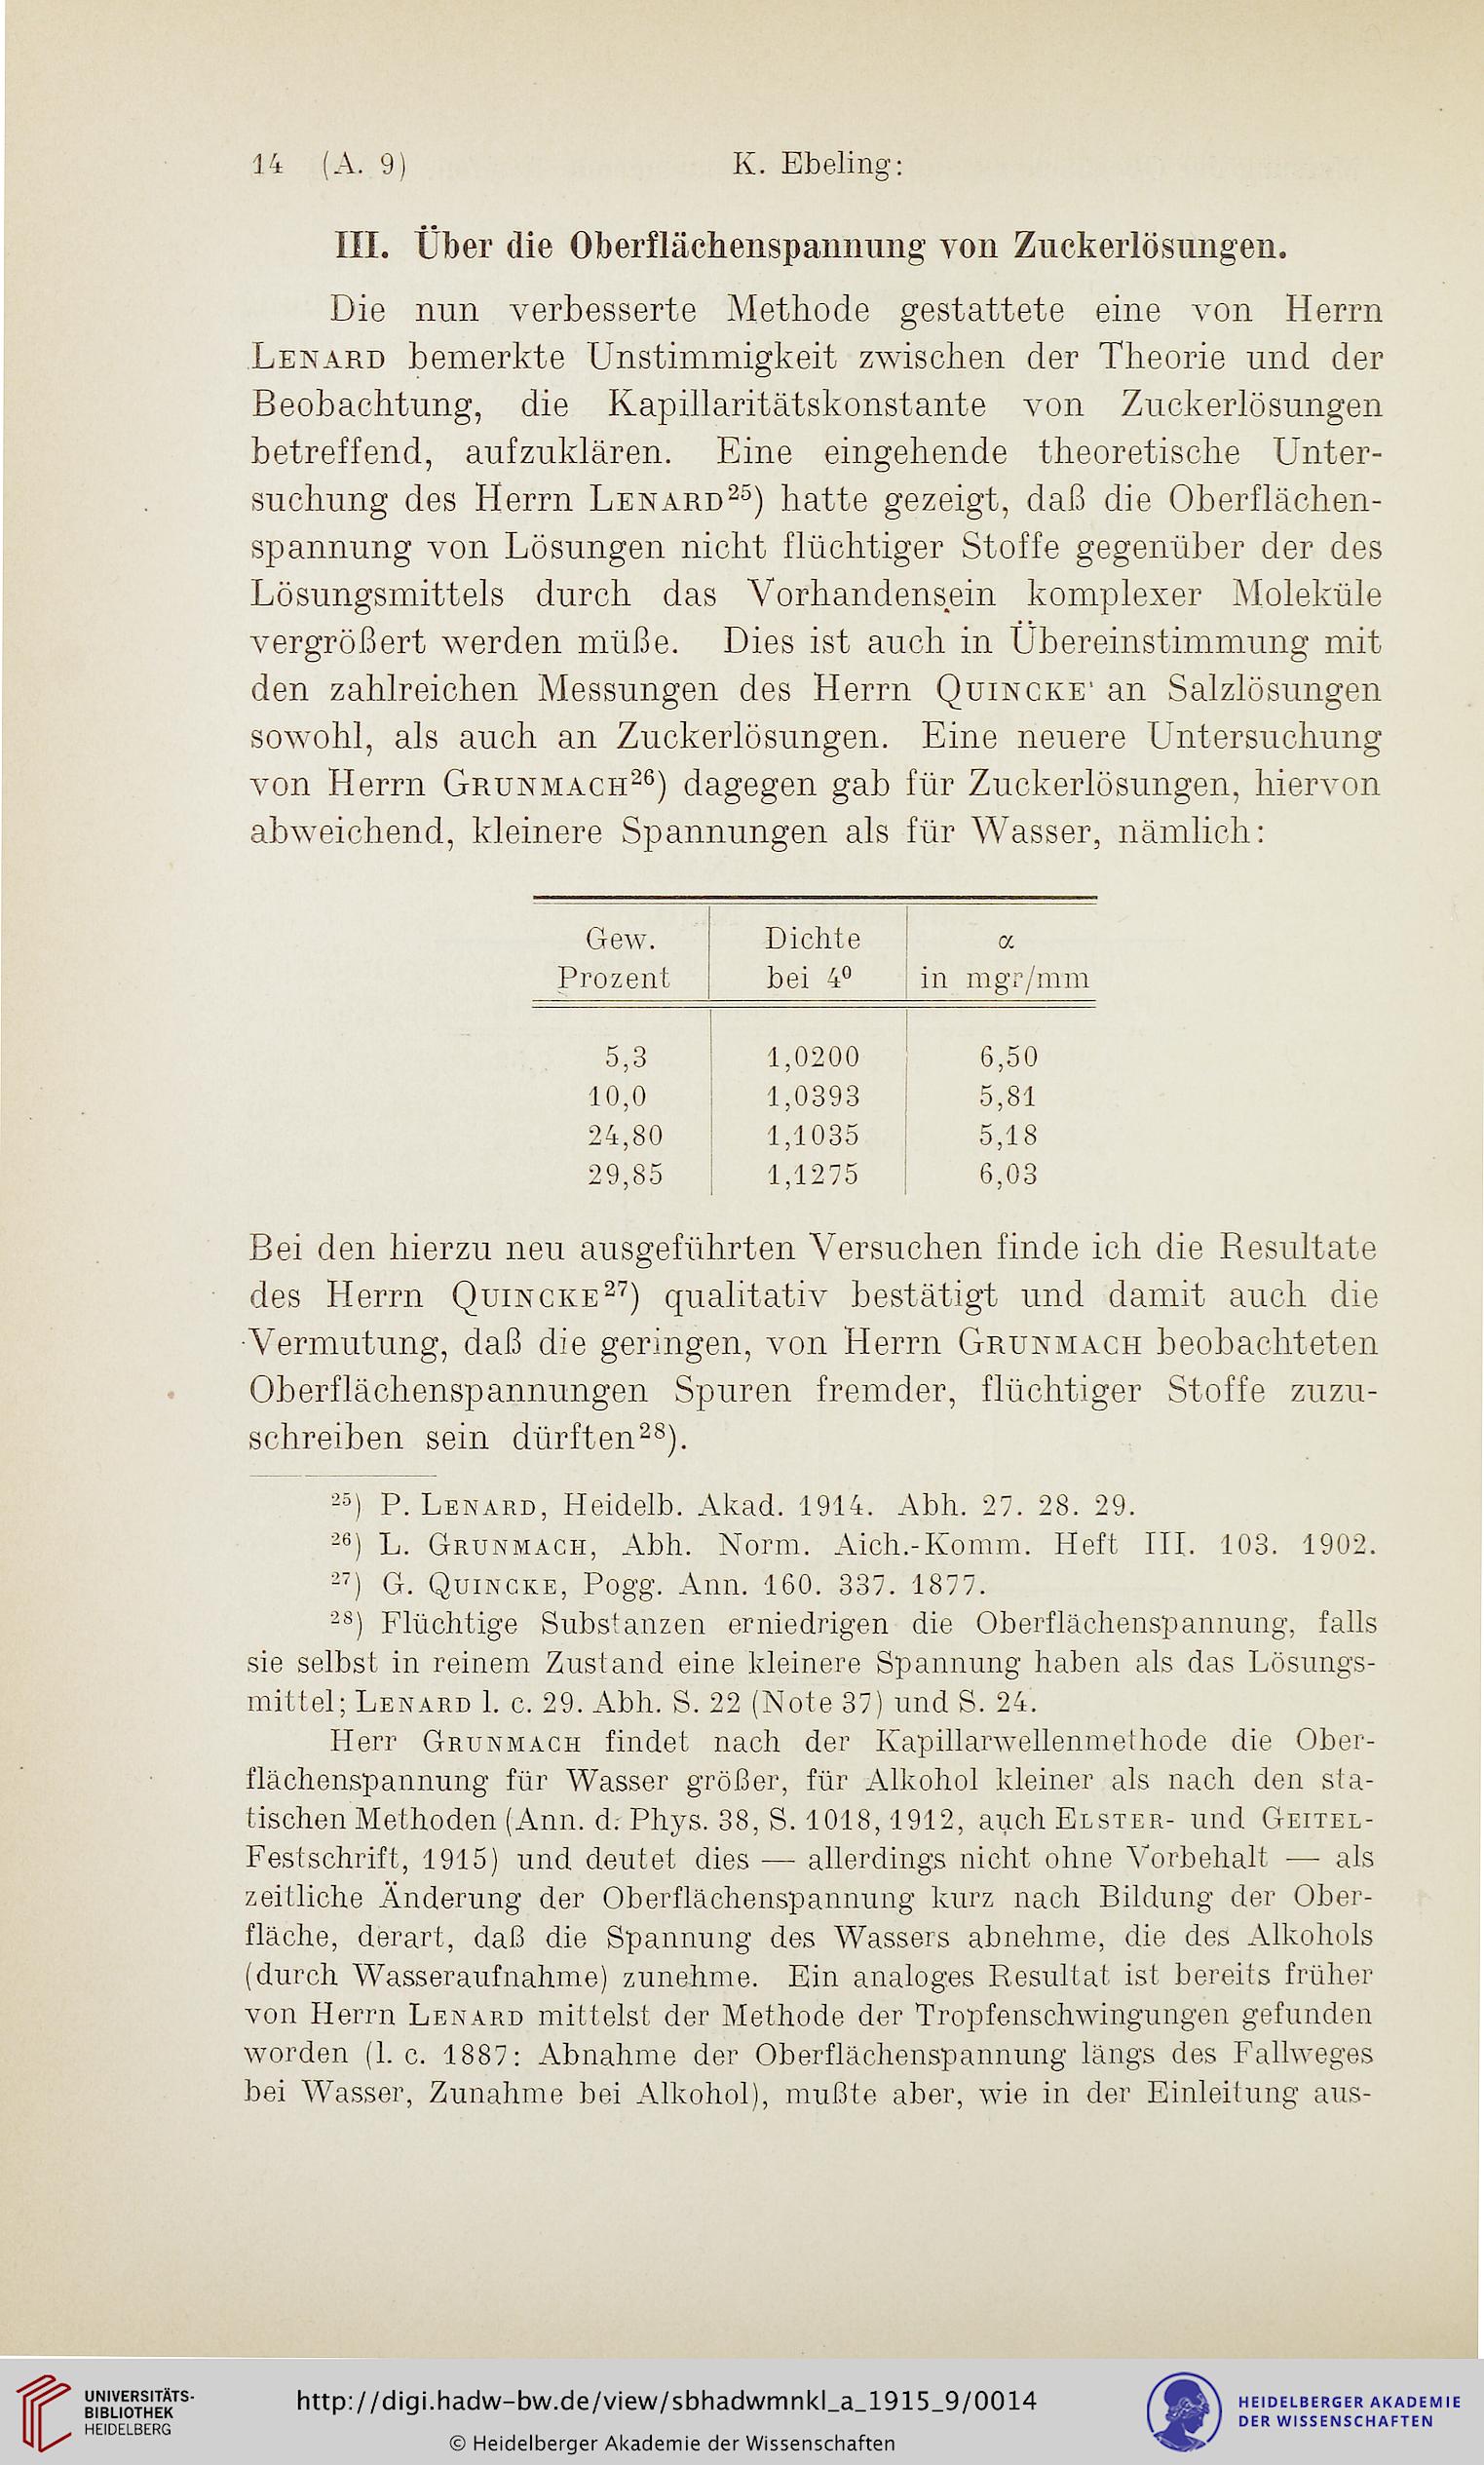 14 (A. 9) K. Ebeling:
III. Über die Oberflächenspannung von Zuckerlösungen.
Die nun verbesserte Methode gestattete eine von Herrn
LENARD bemerkte Unstimmigkeit zwischen der Theorie und der
Beobachtung, die Kapillaritätskonstante von Zuckerlösungen
betreffend, aufzuklären. Eine eingehende theoretische Unter-
suchung des Herrn LENARD²⁵) hatte gezeigt, daß die Oberflächen-
spannung von Lösungen nicht flüchtiger Stoffe gegenüber der des
Lösungsmittels durch das Vorhandensein komplexer Moleküle
vergrößert werden müße. Dies ist auch in Übereinstimmung mit
den zahlreichen Messungen des Herrn QUINCKE' an Salzlösungen
sowohl, als auch an Zuckerlösungen. Eine neuere Untersuchung
von Herrn GRUNMACH²⁶) dagegen gab für Zuckerlösungen, hiervon
abweichend, kleinere Spannungen als für Wasser, nämlich:
Gew. Dichte α
Prozent bei 4⁰ in mgr/mm
5,3 1,0200 6,50
10,0 1,0393 5,81
24,80 1,1035 5,18
29,85 1,1275 6,03
Bei den hierzu neu ausgeführten Versuchen finde ich die Resultate
des Herrn QUINCKE²⁷) qualitativ bestätigt und damit auch die
Vermutung, daß die geringen, von Herrn GRUNMACH beobachteten
Oberflächenspannungen Spuren fremder, flüchtiger Stoffe zuzu-
schreiben sein dürften²⁸).
²⁵) P. LENARD, Heidelb. Akad. 1914. Abh. 27. 28. 29.
²⁶) L. GRUNMACH, Abh. Norm. Aich.-Komm. Heft III. 103. 1902.
²⁷) G. QUINCKE, Pogg. Ann. 160. 337. 1877.
²⁸) Flüchtige Substanzen erniedrigen die Oberflächenspannung, falls
sie selbst in reinem Zustand eine kleinere Spannung haben als das Lösungs-
mittel; LENARD l. c. 29. Abh. S. 22 (Note 37) und S. 24.
Herr GRUNMACH findet nach der Kapillarwellenmethode die Ober-
flächenspannung für Wasser größer, für Alkohol kleiner als nach den sta-
tischen Methoden (Ann. d. Phys. 38, S. 1018, 1912, auch ELSTER- und GEITEL-
Festschrift, 1915) und deutet dies — allerdings nicht ohne Vorbehalt — als
zeitliche Änderung der Oberflächenspannung kurz nach Bildung der Ober-
fläche, derart, daß die Spannung des Wassers abnehme, die des Alkohols
(durch Wasseraufnahme) zunehme. Ein analoges Resultat ist bereits früher
von Herrn LENARD mittelst der Methode der Tropfenschwingungen gefunden
worden (l. c. 1887: Abnahme der Oberflächenspannung längs des Fallweges
bei Wasser, Zunahme bei Alkohol), mußte aber, wie in der Einleitung aus-
UNIVERSITÄTS-
BIBLIOTHEK
HEIDELBERG
http://digi.hadw-bw.de/view/sbhadwmnkl_a_1915_9/0014
© Heidelberger Akademie der Wissenschaften
HEIDELBERGER AKADEMIE
DER WISSENSCHAFTEN